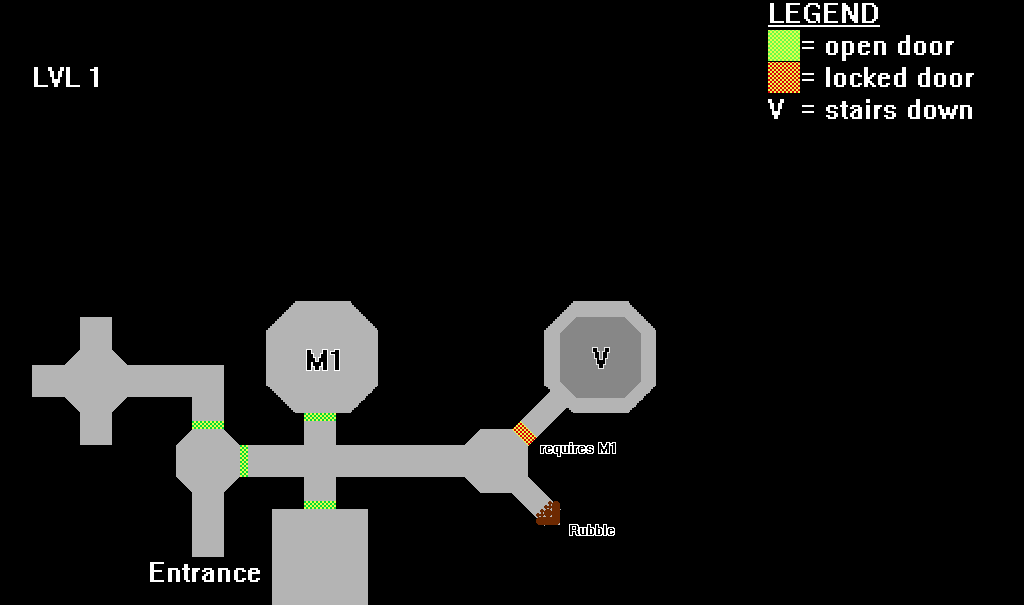 LEGEND
= open door
LVL 1
= locked door
V = stairs down
M1
V
requires M1
Rubble
Entrance